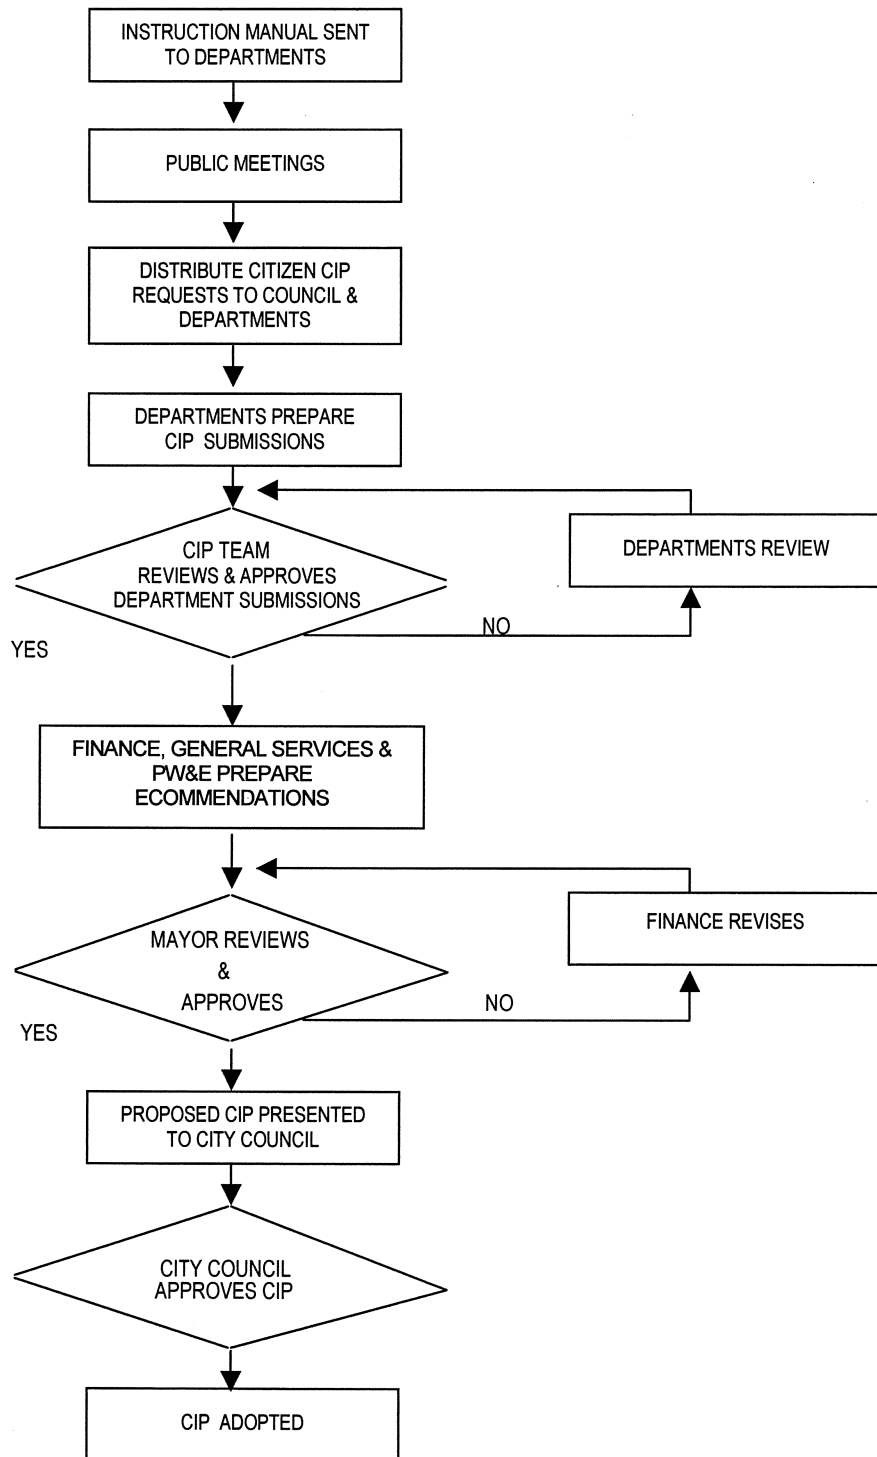 INSTRUCTION MANUAL SENT
TO DEPARTMENTS
PUBLIC MEETINGS
DISTRIBUTE CITIZEN CIP
REQUESTS TO COUNCIL &
DEPARTMENTS
DEPARTMENTS PREPARE
CIP SUBMISSIONS
CIP TEAM
REVIEWS & APPROVES
DEPARTMENT SUBMISSIONS
DEPARTMENTS REVIEW
NO
YES
FINANCE, GENERAL SERVICES &
PW&E PREPARE
ECOMMENDATIONS
MAYOR REVIEWS
&
APPROVES
FINANCE REVISES
NO
YES
PROPOSED CIP PRESENTED
TO CITY COUNCIL
CITY COUNCIL
APPROVES CIP
CIP ADOPTED